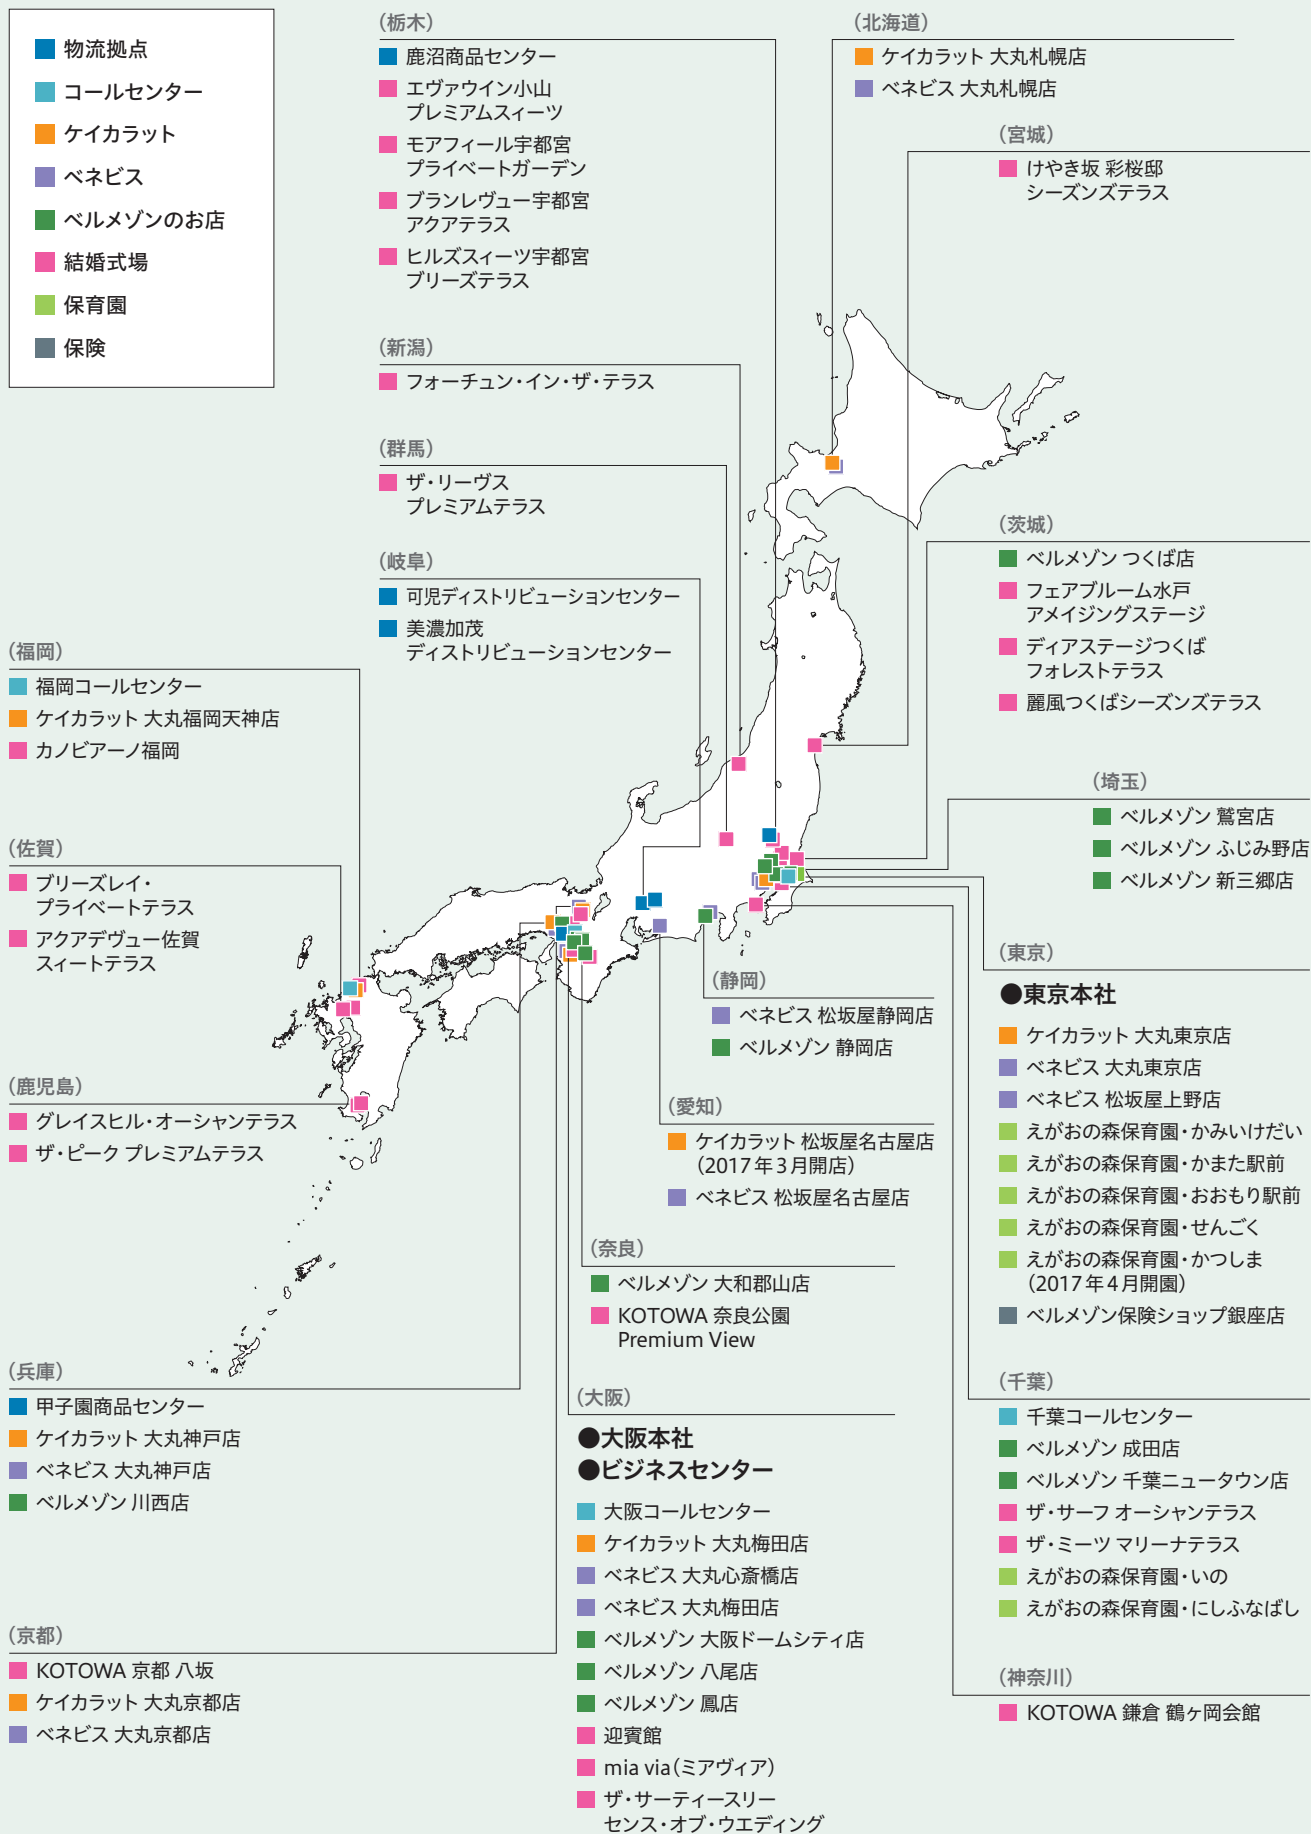 物流拠点
コールセンター
ケイカラット
ベネビス
ベルメゾンのお店
結婚式場
保育園
保険
（栃木）
鹿沼商品センター
エヴァウイン小山
プレミアムスィーツ
モアフィール宇都宮
プライベートガーデン
ブランレヴュー宇都宮
アクアテラス
ヒルズスィーツ宇都宮
ブリーズテラス
（北海道）
ケイカラット 大丸札幌店
ベネビス 大丸札幌店
（宮城）
けやき坂 彩桜邸
シーズンズテラス
（新潟）
フォーチュン・イン・ザ・テラス
（群馬）
ザ・リーヴス
プレミアムテラス
（岐阜）
可児ディストリビューションセンター
美濃加茂
ディストリビューションセンター
（茨城）
ベルメゾン つくば店
フェアブルーム水戸
アメイジングステージ
ディアステージつくば
フォレストテラス
麗風つくばシーズンズテラス
（福岡）
福岡コールセンター
ケイカラット 大丸福岡天神店
カノビアーノ福岡
（埼玉）
ベルメゾン 鷲宮店
ベルメゾン ふじみ野店
ベルメゾン 新三郷店
（佐賀）
ブリーズレイ・
プライベートテラス
アクアデヴュー佐賀
スィートテラス
（東京）
●東京本社
ケイカラット 大丸東京店
ベネビス 大丸東京店
ベネビス 松坂屋上野店
えがおの森保育園・かみいけだい
えがおの森保育園・かまた駅前
えがおの森保育園・おおもり駅前
えがおの森保育園・せんごく
えがおの森保育園・かつしま
（2017年4月開園）
ベルメゾン保険ショップ銀座店
（静岡）
ベネビス 松坂屋静岡店
ベルメゾン 静岡店
（鹿児島）
グレイスヒル・オーシャンテラス
ザ・ピーク プレミアムテラス
（愛知）
ケイカラット 松坂屋名古屋店
（2017年3月開店）
ベネビス 松坂屋名古屋店
（奈良）
ベルメゾン 大和郡山店
KOTOWA 奈良公園
Premium View
（兵庫）
甲子園商品センター
ケイカラット 大丸神戸店
ベネビス 大丸神戸店
ベルメゾン 川西店
（大阪）
●大阪本社
●ビジネスセンター
大阪コールセンター
ケイカラット 大丸梅田店
ベネビス 大丸心斎橋店
ベネビス 大丸梅田店
ベルメゾン 大阪ドームシティ店
ベルメゾン 八尾店
ベルメゾン 鳳店
迎賓館
mia via（ミアヴィア）
ザ・サーティースリー
センス・オブ・ウエディング
（千葉）
千葉コールセンター
ベルメゾン 成田店
ベルメゾン 千葉ニュータウン店
ザ・サーフ オーシャンテラス
ザ・ミーツ マリーナテラス
えがおの森保育園・いの
えがおの森保育園・にしふなばし
（京都）
KOTOWA 京都 八坂
ケイカラット 大丸京都店
ベネビス 大丸京都店
（神奈川）
KOTOWA 鎌倉 鶴ヶ岡会館